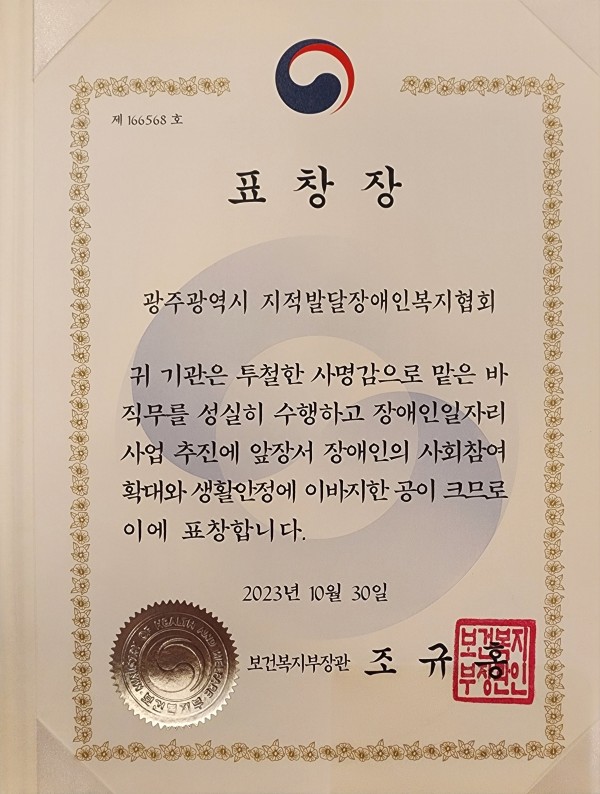 제 166568 호
표 창 장
광주광역시 지적발달장애인복지협회
귀 기관은 투철한 사명감으로 맡은 바
직무를 성실히 수행하고 장애인일자리
사업 추진에 앞장서 장애인의 사회참여
확대와 생활안정에 이바지한 공이 크므로
이에 표창합니다.
2023년 10월 30일
보건복지부장관 조 규 홍
보건복지
부장관인
MINISTRY OF HEALTH AND WELFARE